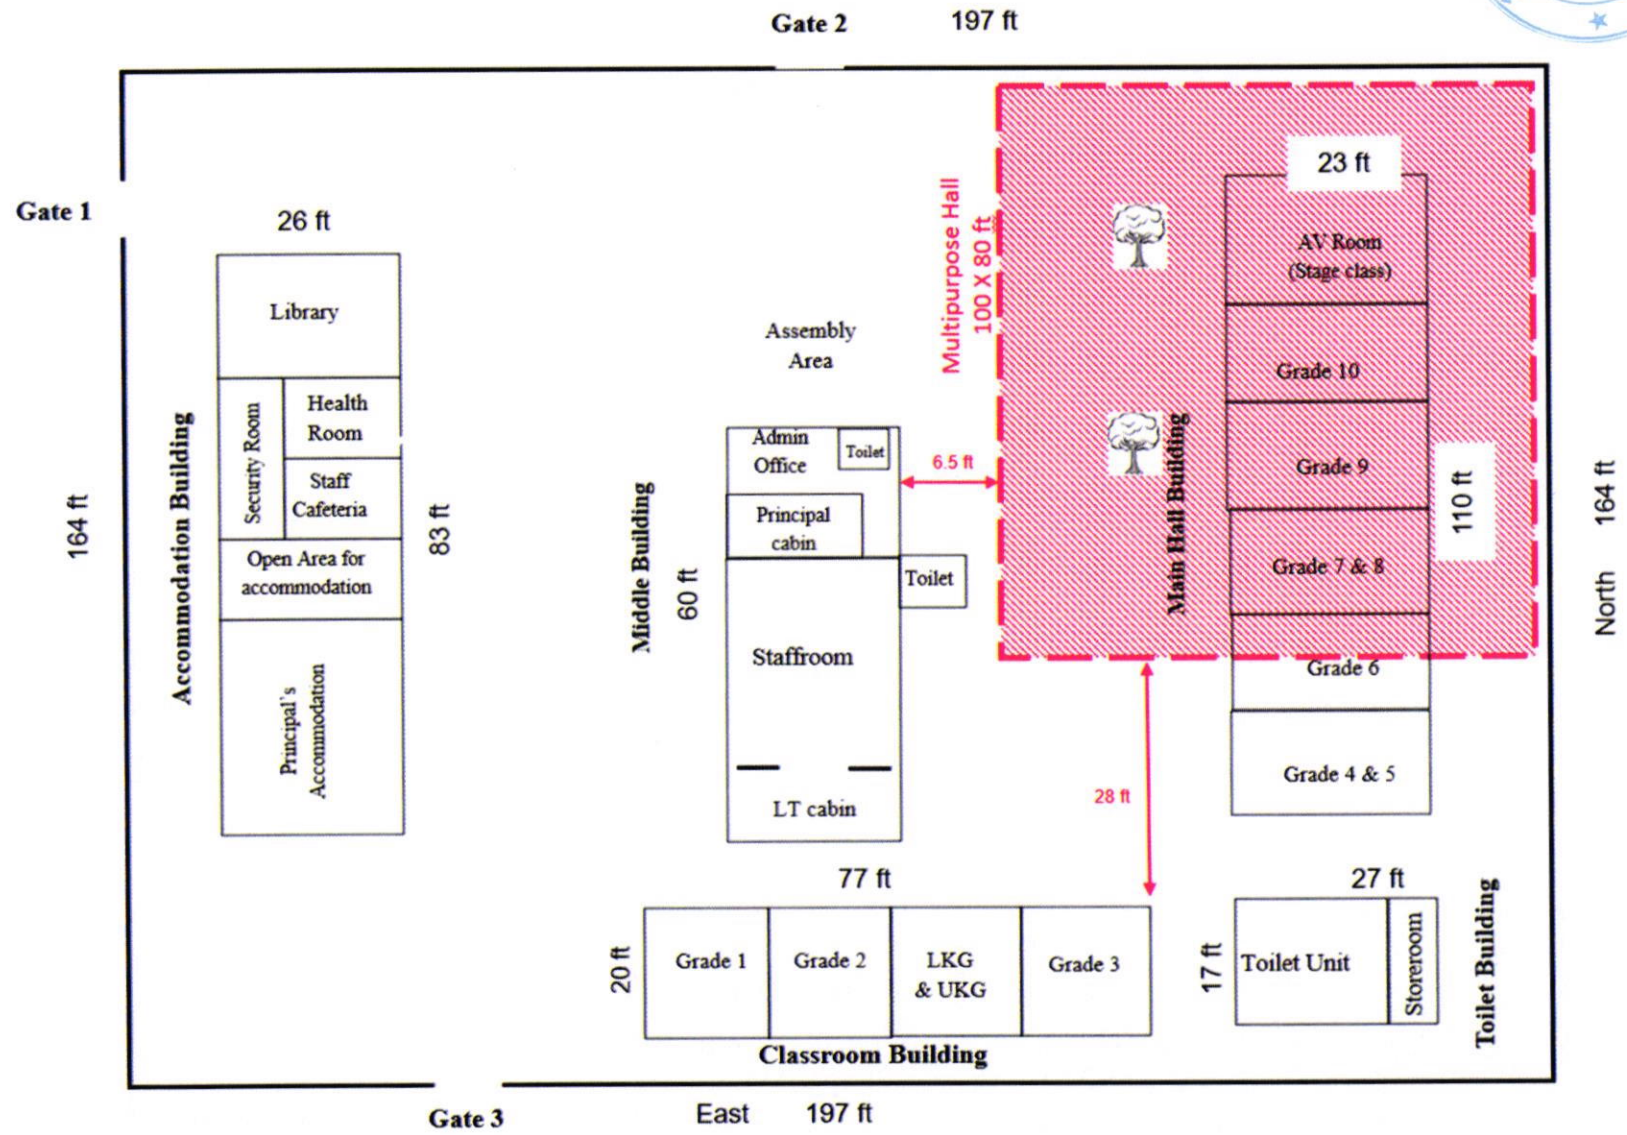 Gate 2
197 ft
Gate 1
26 ft
23 ft
Multipurpose Hall
100 X 80 ft
AV Room
(Stage class)
Library
Assembly
Area
Grade 10
Accommodation Building
Security Room
Health
Room
Staff
Cafeteria
164 ft
83 ft
Open Area for
accommodation
Principal's
Accommodation
Middle Building
60 ft
Admin
Office
Toilet
6.5 ft
Principal
cabin
Toilet
Staffroom
LT cabin
Main Hall Building
Grade 9
110 ft
Grade 7 & 8
Grade 6
Grade 4 & 5
North
164 ft
28 ft
77 ft
27 ft
20 ft
Grade 1
Grade 2
LKG
& UKG
Grade 3
17 ft
Toilet Unit
Storeroom
Toilet Building
Classroom Building
Gate 3
East
197 ft